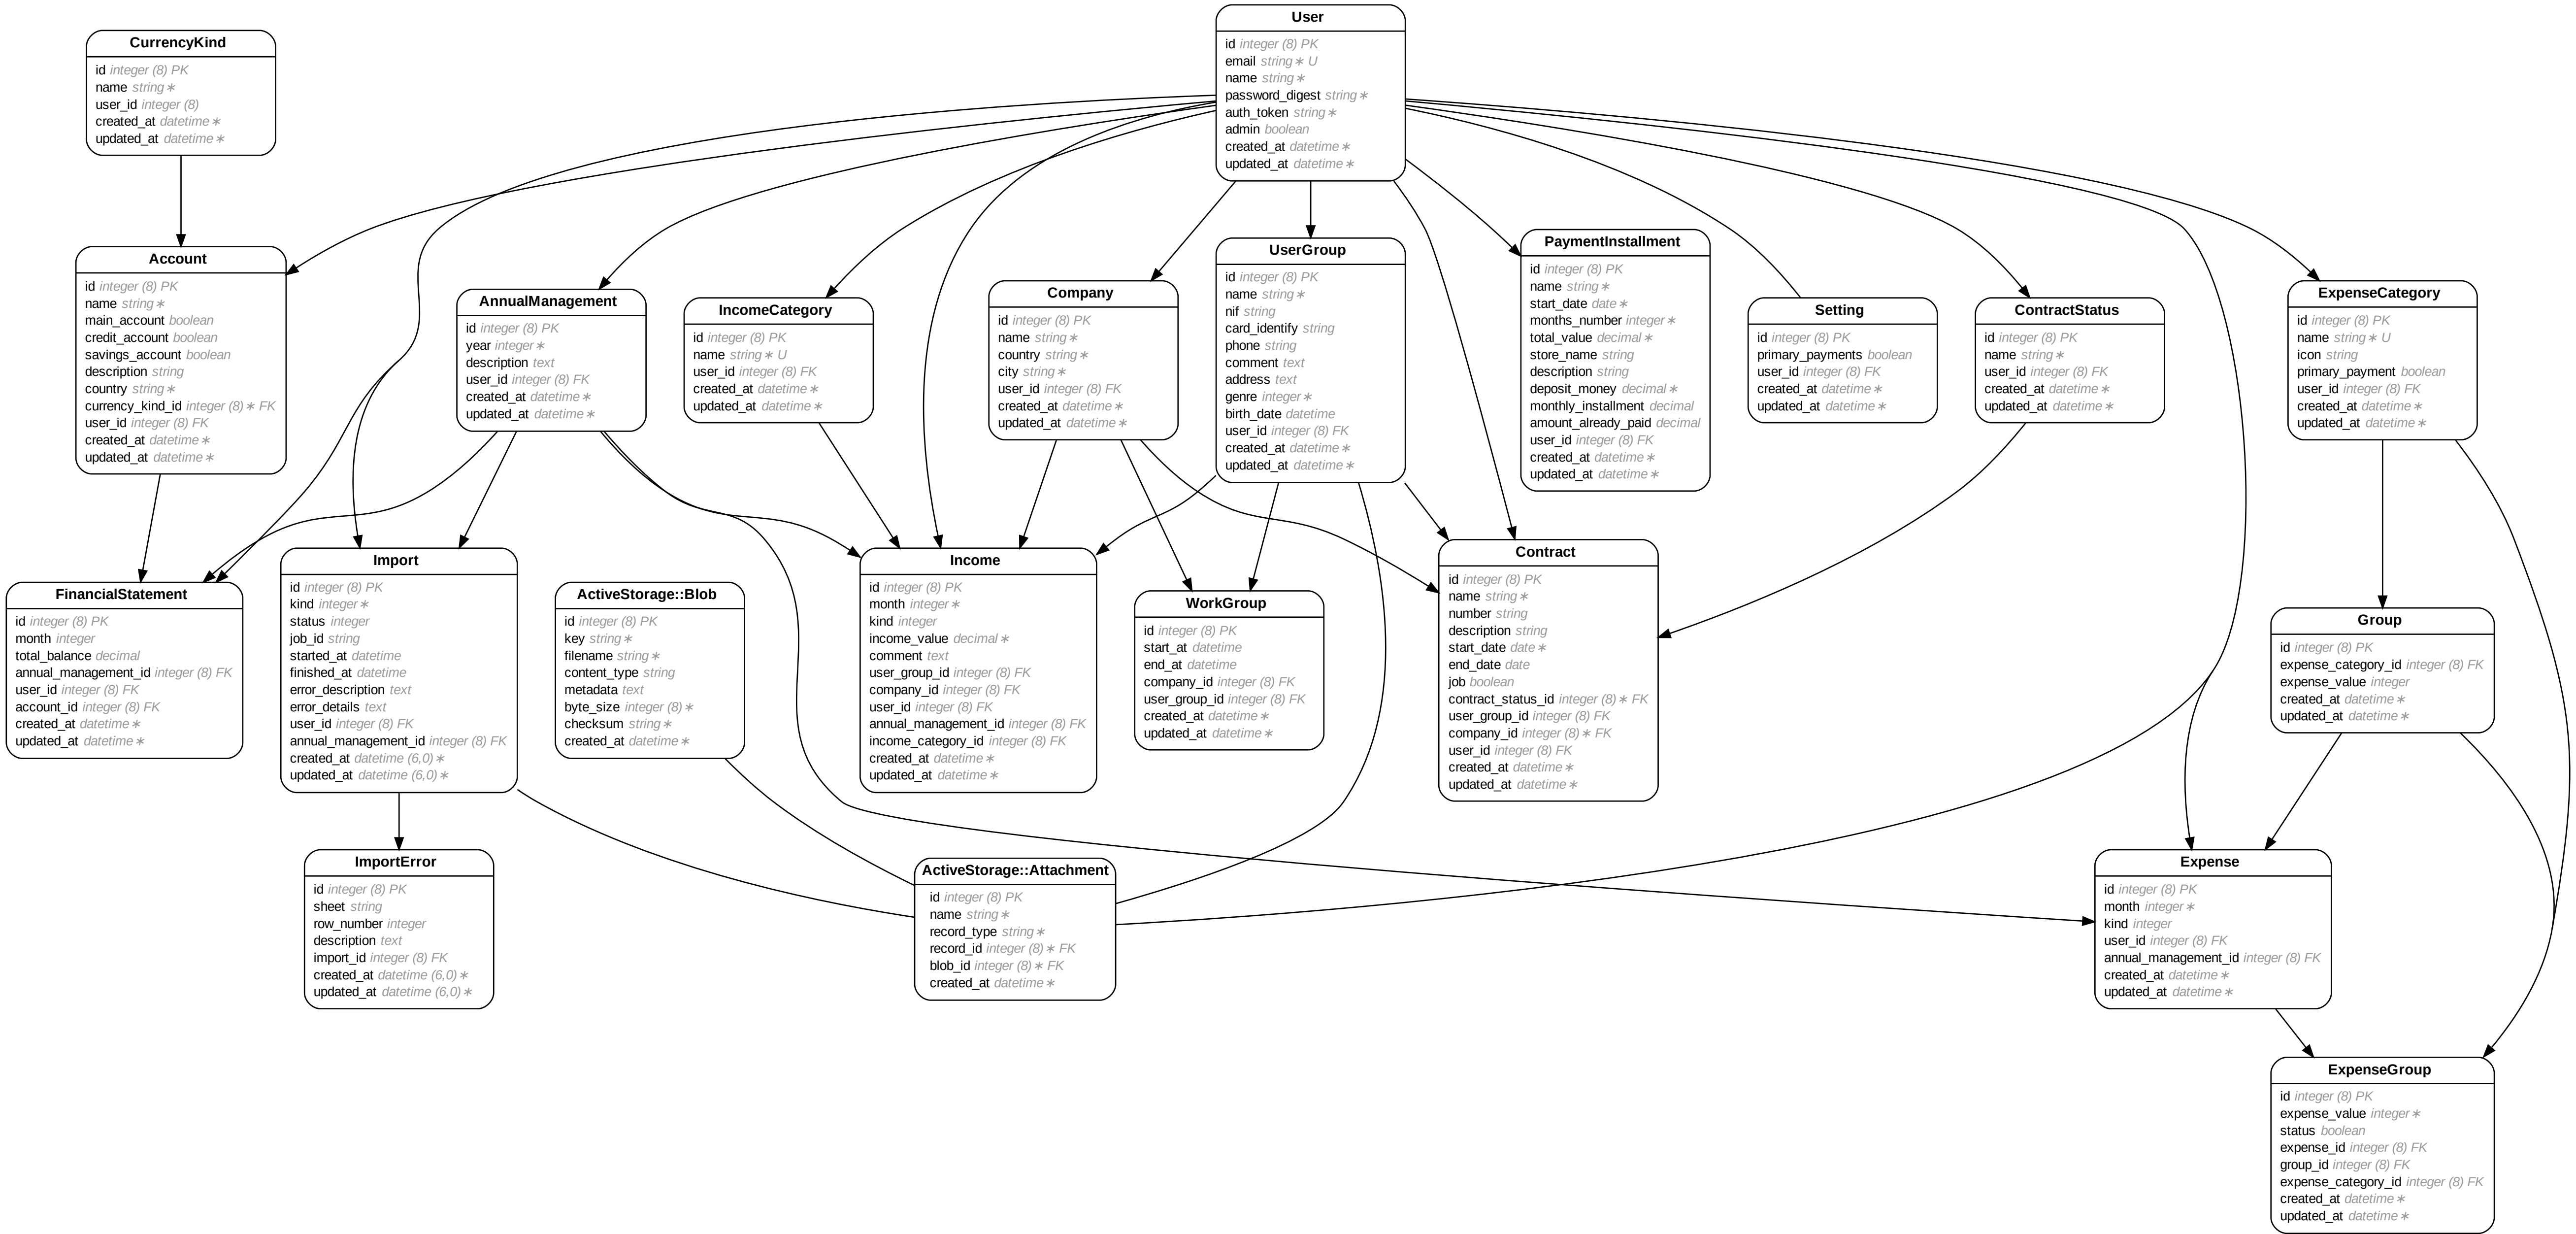 User
id integer (8) PK
email string∗ U
name string∗
password_digest string∗
auth_token string∗
admin boolean
created_at datetime∗
updated_at datetime∗
CurrencyKind
id integer (8) PK
name string∗
user_id integer (8)
created_at datetime∗
updated_at datetime∗
Account
id integer (8) PK
name string∗
main_account boolean
credit_account boolean
savings_account boolean
description string
country string∗
currency_kind_id integer (8)∗ FK
user_id integer (8) FK
created_at datetime∗
updated_at datetime∗
AnnualManagement
id integer (8) PK
year integer∗
description text
user_id integer (8) FK
created_at datetime∗
updated_at datetime∗
IncomeCategory
id integer (8) PK
name string∗ U
user_id integer (8) FK
created_at datetime∗
updated_at datetime∗
Company
id integer (8) PK
name string∗
country string∗
city string∗
user_id integer (8) FK
created_at datetime∗
updated_at datetime∗
UserGroup
id integer (8) PK
name string∗
nif string
card_identify string
phone string
comment text
address text
genre integer∗
birth_date datetime
user_id integer (8) FK
created_at datetime∗
updated_at datetime∗
PaymentInstallment
id integer (8) PK
name string∗
start_date date∗
months_number integer∗
total_value decimal∗
store_name string
description string
deposit_money decimal∗
monthly_installment decimal
amount_already_paid decimal
user_id integer (8) FK
created_at datetime∗
updated_at datetime∗
Setting
id integer (8) PK
primary_payments boolean
user_id integer (8) FK
created_at datetime∗
updated_at datetime∗
ContractStatus
id integer (8) PK
name string∗
user_id integer (8) FK
created_at datetime∗
updated_at datetime∗
ExpenseCategory
id integer (8) PK
name string∗ U
icon string
primary_payment boolean
user_id integer (8) FK
created_at datetime∗
updated_at datetime∗
FinancialStatement
id integer (8) PK
month integer
total_balance decimal
annual_management_id integer (8) FK
user_id integer (8) FK
account_id integer (8) FK
created_at datetime∗
updated_at datetime∗
Import
id integer (8) PK
kind integer∗
status integer
job_id string
started_at datetime
finished_at datetime
error_description text
error_details text
user_id integer (8) FK
annual_management_id integer (8) FK
created_at datetime (6,0)∗
updated_at datetime (6,0)∗
ActiveStorage::Blob
id integer (8) PK
key string∗
filename string∗
content_type string
metadata text
byte_size integer (8)∗
checksum string∗
created_at datetime∗
Income
id integer (8) PK
month integer∗
kind integer
income_value decimal∗
comment text
user_group_id integer (8) FK
company_id integer (8) FK
user_id integer (8) FK
annual_management_id integer (8) FK
income_category_id integer (8) FK
created_at datetime∗
updated_at datetime∗
WorkGroup
id integer (8) PK
start_at datetime
end_at datetime
company_id integer (8) FK
user_group_id integer (8) FK
created_at datetime∗
updated_at datetime∗
Contract
id integer (8) PK
name string∗
number string
description string
start_date date∗
end_date date
job boolean
contract_status_id integer (8)∗ FK
user_group_id integer (8) FK
company_id integer (8)∗ FK
user_id integer (8) FK
created_at datetime∗
updated_at datetime∗
Group
id integer (8) PK
expense_category_id integer (8) FK
expense_value integer
created_at datetime∗
updated_at datetime∗
ImportError
id integer (8) PK
sheet string
row_number integer
description text
import_id integer (8) FK
created_at datetime (6,0)∗
updated_at datetime (6,0)∗
ActiveStorage::Attachment
id integer (8) PK
name string∗
record_type string∗
record_id integer (8)∗ FK
blob_id integer (8)∗ FK
created_at datetime∗
Expense
id integer (8) PK
month integer∗
kind integer
user_id integer (8) FK
annual_management_id integer (8) FK
created_at datetime∗
updated_at datetime∗
ExpenseGroup
id integer (8) PK
expense_value integer∗
status boolean
expense_id integer (8) FK
group_id integer (8) FK
expense_category_id integer (8) FK
created_at datetime∗
updated_at datetime∗